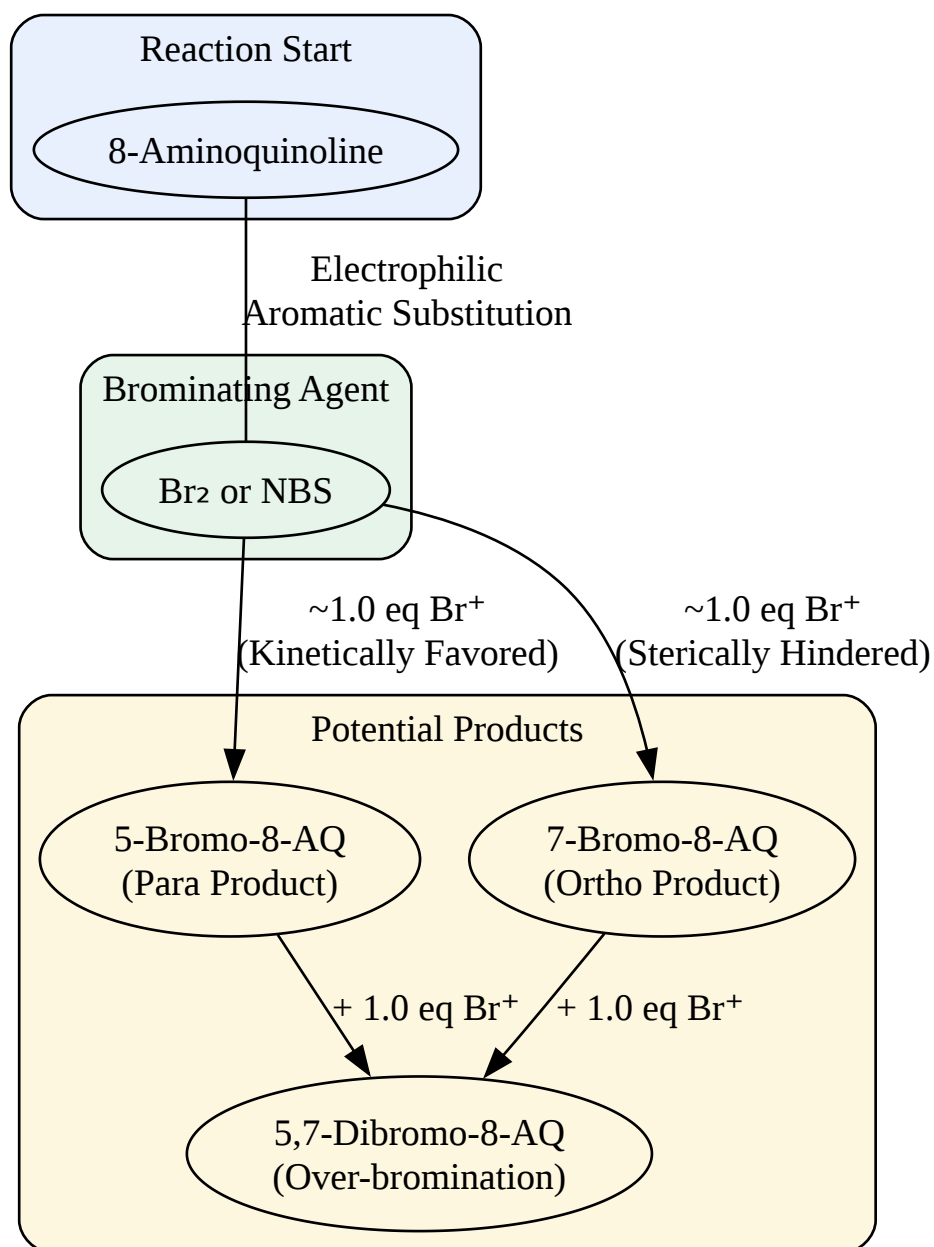 Reaction Start
8-Aminoquinoline
Electrophilic
Aromatic Substitution
Brominating Agent
Br₂ or NBS
~1.0 eq Br⁺
(Kinetically Favored)
~1.0 eq Br⁺
(Sterically Hindered)
Potential Products
5-Bromo-8-AQ
(Para Product)
7-Bromo-8-AQ
(Ortho Product)
+ 1.0 eq Br⁺
+ 1.0 eq Br⁺
5,7-Dibromo-8-AQ
(Over-bromination)